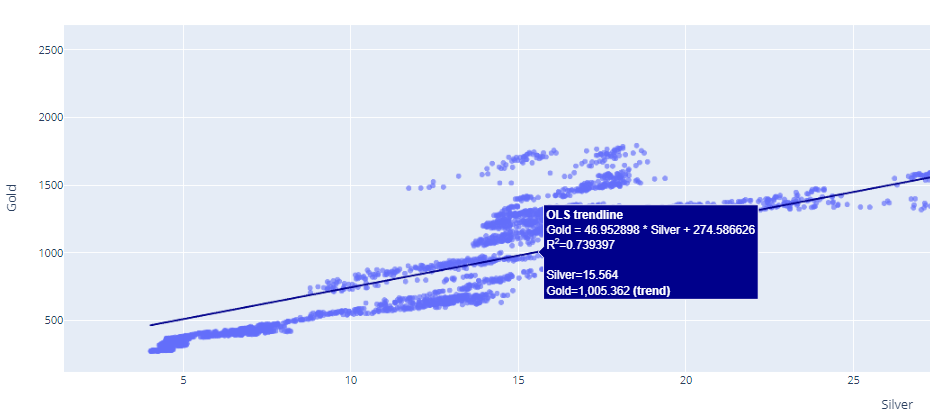 2500
2000
1500
1000
500
Gold
OLS trendline
Gold = 46.952898 * Silver + 274.586626
R²=0.739397
Silver=15.564
Gold=1,005.362 (trend)
5 10 15 20 25
Silver